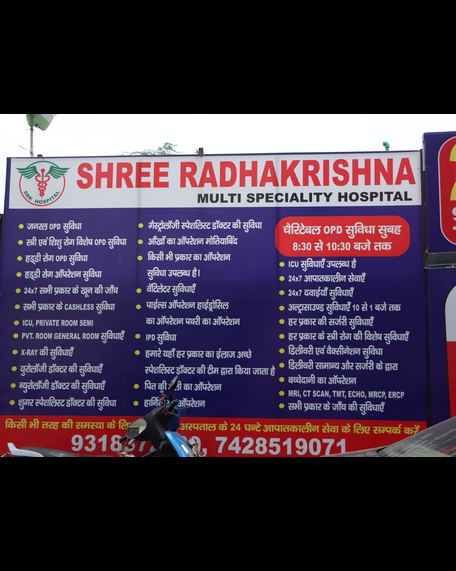 SHREE RADHAKRISHNA
SRK HOSPITAL
MULTI SPECIALITY HOSPITAL
जनरल OPD सुविधा
स्त्री एवं शिशु रोग विशेष OPD सुविधा
हड्डी रोग OPD सुविधा
हड्डी रोग ऑपरेशन सुविधा
24x7 सभी प्रकार के खून की जाँच
सभी प्रकार के CASHLESS सुविधा
ICU, PRIVATE ROOM SEMI
PVT. ROOM GENERAL ROOM सुविधाएँ
X-RAY की सुविधाएँ
युरोलॉजी डॉक्टर की सुविधाएँ
न्युरोलॉजी डॉक्टर की सुविधाएँ
शुगर स्पेशलिस्ट डॉक्टर की सुविधा
गैस्ट्रोलॉजी स्पेशलिस्ट डॉक्टर की सुविधा
आँखों का ऑपरेशन मोतियाबिंद
किसी भी प्रकार का ऑपरेशन
सुविधा उपलब्ध है।
वेंटिलेटर सुविधाएँ
पाईल्स ऑपरेशन हाईड्रोसिल
का ऑपरेशन पथरी का ऑपरेशन
IPD सुविधा
हमारे यहाँ हर प्रकार का ईलाज अच्छे
स्पेशलिस्ट डॉक्टर की टीम द्वारा किया जाता है
पित की का ऑपरेशन
ऑपरेशन
चैरिटेबल OPD सुविधा सुबह
8:30 से 10:30 बजे तक
ICU सुविधाएँ उपलब्ध है
24x7 आपातकालीन सेवाएँ
24x7 दवाईयाँ सुविधाएँ
अल्ट्रासाउण्ड सुविधाएँ 10 से 1 बजे तक
हर प्रकार की सर्जरी सुविधाएँ
हर प्रकार के स्त्री रोग की विशेष सुविधाएँ
डिलीवरी एवं वैक्सीनेशन सुविधा
डिलीवरी सामान्य और सर्जरी के द्वारा
बच्चेदानी का ऑपरेशन
MRI, CT SCAN, TMT, ECHO, MRCP, ERCP
सभी प्रकार के जाँच की सुविधाएँ
किसी भी तरह की समस्या के अस्पताल के 24 घन्टे आपातकालीन सेवा के लिए सम्पर्क करें
7428519071